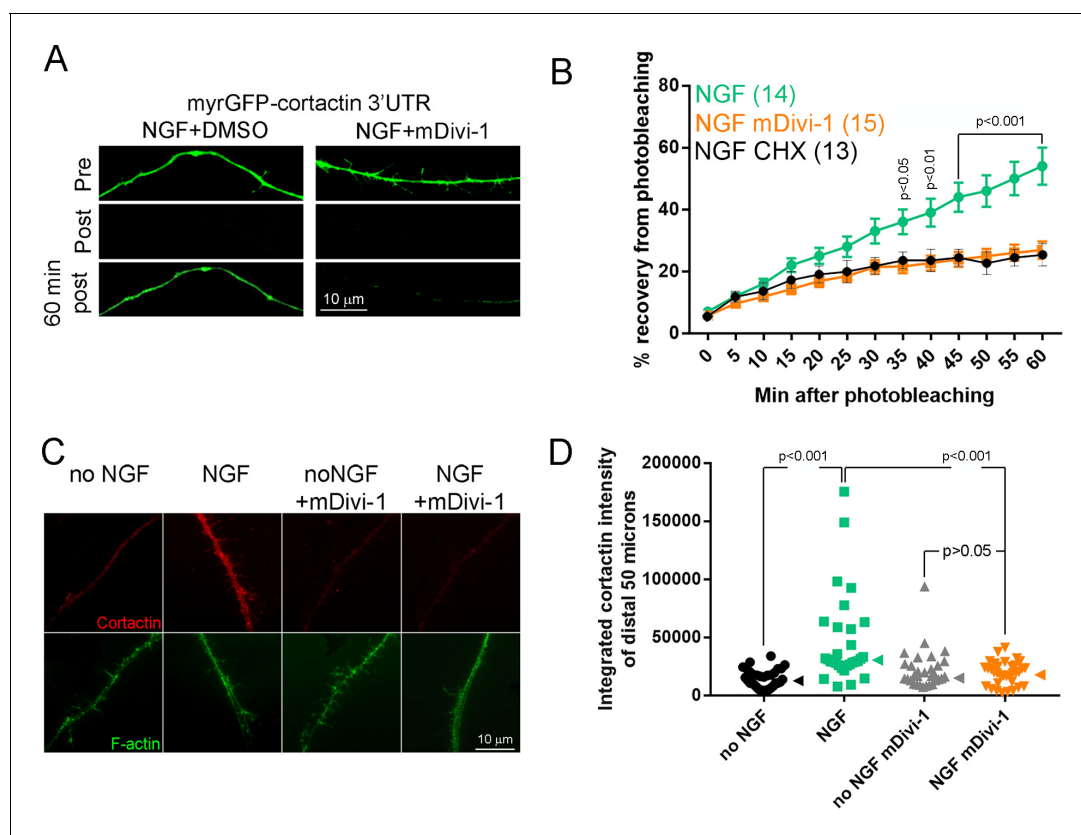 A
myrGFP-cortactin 3'UTR
NGF+DMSO NGF+mDivi-1
Pre
Post
60 min
post
10 μm
B
% recovery from photobleaching
80
60
40
20
0
NGF (14)
NGF mDivi-1 (15)
NGF CHX (13)
p<0.05
p<0.01
p<0.001
0 5 10 15 20 25 30 35 40 45 50 55 60
Min after photobleaching
C
no NGF NGF noNGF NGF
+mDivi-1 +mDivi-1
Cortactin
F-actin
10 μm
D
Integrated cortactin intensity
of distal 50 microns
200000
150000
100000
50000
0
p<0.001 p<0.001
p>0.05
no NGF
NGF
no NGF mDivi-1
NGF mDivi-1